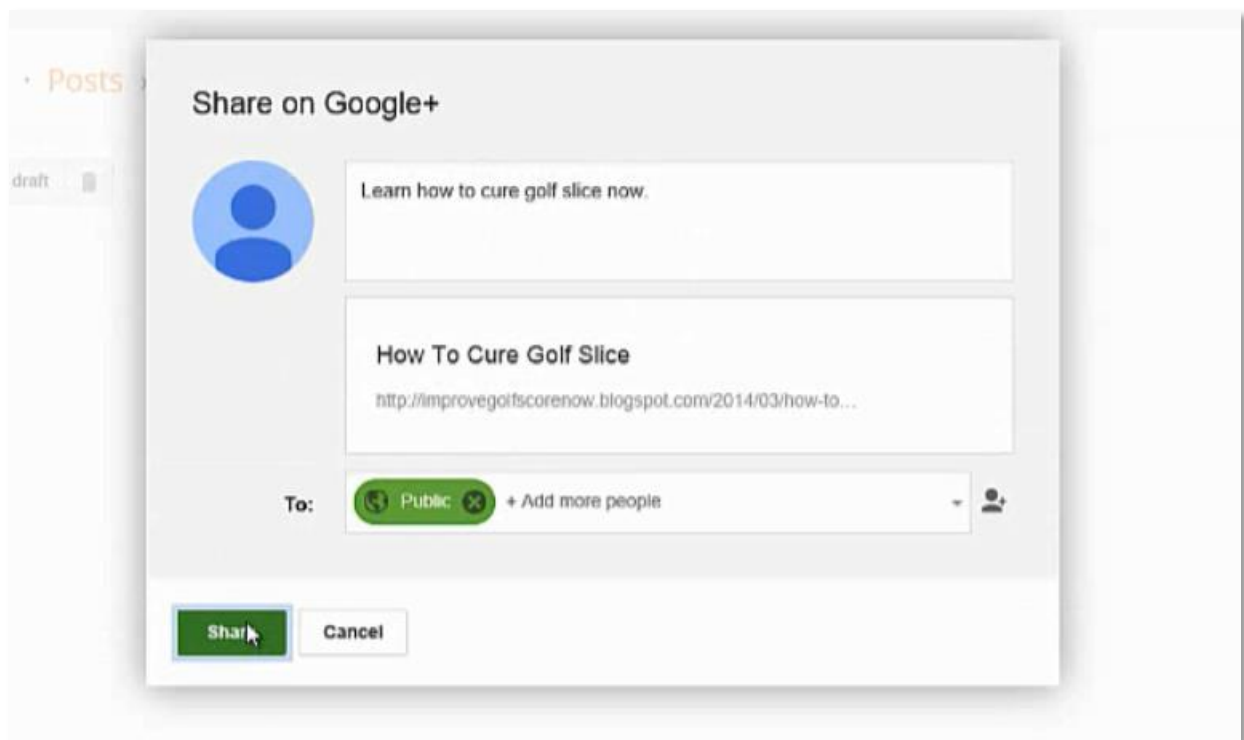 · Posts
Share on Google+
draft
Learn how to cure golf slice now.
How To Cure Golf Slice
http://improvegolfscorenow.blogspot.com/2014/03/how-to...
To: Public + Add more people
Share Cancel